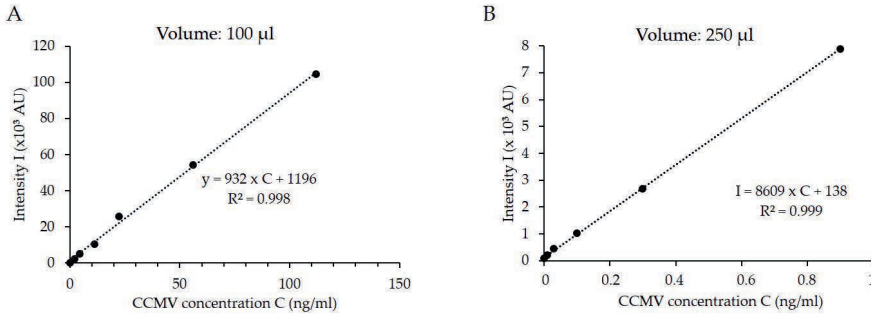 A
Volume: 100 µl
120
100
80
60
40
20
0
Intensity I (x10³ AU)
y = 932 x C + 1196
R² = 0.998
0
50
100
150
CCMV concentration C (ng/ml)
B
Volume: 250 µl
8
7
6
5
4
3
2
1
0
Intensity I (x 10³ AU)
I = 8609 x C + 138
R² = 0.999
0
0.2
0.4
0.6
0.8
1
CCMV concentration C (ng/ml)